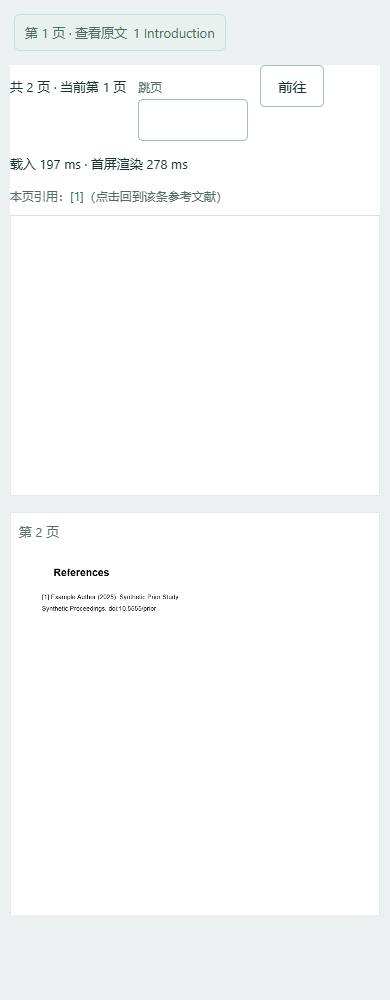 第 1 页 · 查看原文 1 Introduction
共 2 页 · 当前第 1 页
跳页
前往
载入 197 ms · 首屏渲染 278 ms
本页引用：[1]（点击回到该条参考文献）
第 2 页
References
[1] Example Author (2025). Synthetic Prior Study.
Synthetic Proceedings. doi:10.5555/prior